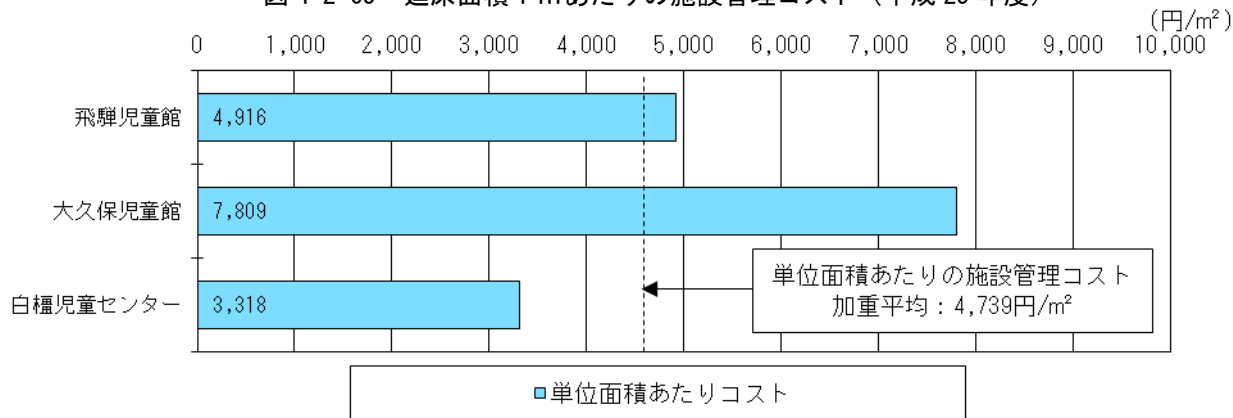 (円/㎡)
0 1,000 2,000 3,000 4,000 5,000 6,000 7,000 8,000 9,000 10,000
飛騨児童館
4,916
大久保児童館
7,809
白橿児童センター
3,318
単位面積あたりの施設管理コスト
加重平均：4,739円/㎡
単位面積あたりコスト